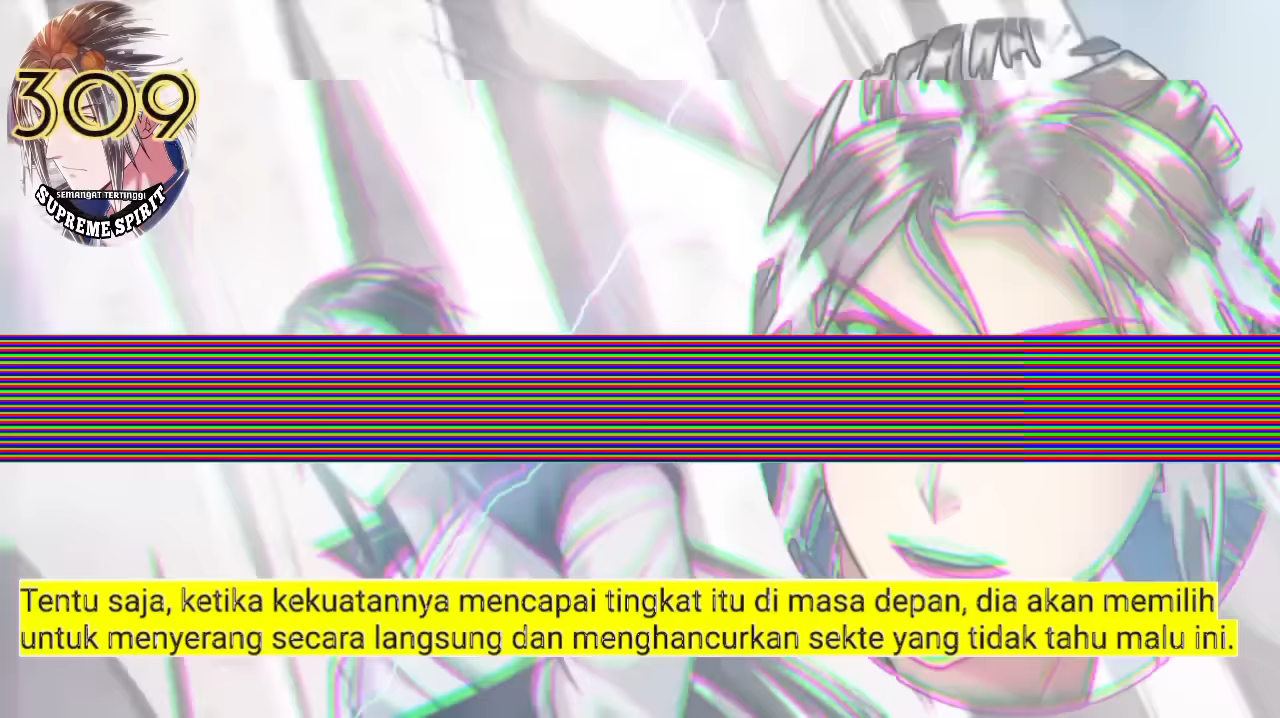 309
SEMANGAT TERTINGGI
SUPREME SPIRIT
Tentu saja, ketika kekuatannya mencapai tingkat itu di masa depan, dia akan memilih
untuk menyerang secara langsung dan menghancurkan sekte yang tidak tahu malu ini.